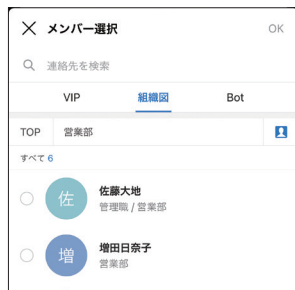 メンバー選択 OK
連絡先を検索
VIP 組織図 Bot
TOP 営業部
すべて 6
佐 佐藤大地
管理職 / 営業部
増 増田日奈子
営業部